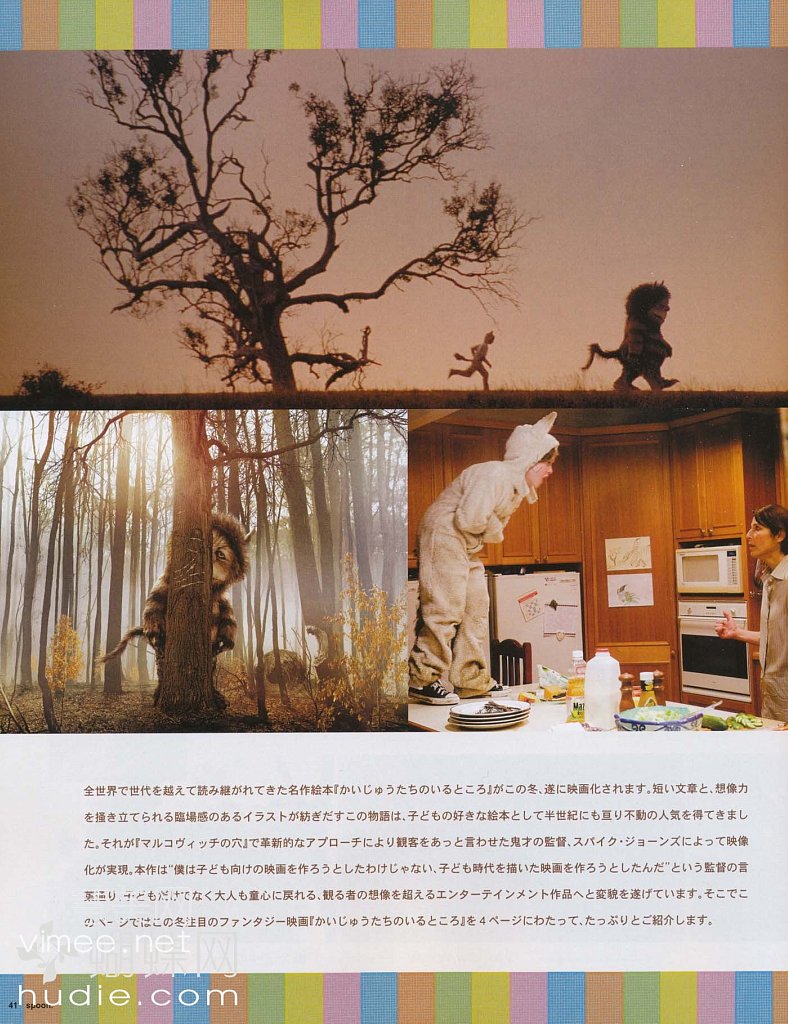 全世界で世代を越えて読み継がれてきた名作絵本『かいじゅうたちのいるところ』がこの冬、遂に映画化されます。短い文章と、想像力
を掻き立てられる臨場感のあるイラストが紡ぎだすこの物語は、子どもの好きな絵本として半世紀にも亘り不動の人気を得てきまし
た。それが『マルコヴィッチの穴』で革新的なアプローチにより観客をあっと言わせた鬼才の監督、スパイク・ジョーンズによって映像
化が実現。本作は“僕は子ども向けの映画を作ろうとしたわけじゃない、子ども時代を描いた映画を作ろうとしたんだ”という監督の言
葉通り、子どもだけでなく大人も童心に戻れる、観る者の想像を超えるエンターテインメント作品へと変貌を遂げています。そこでこ
のページではこの冬注目のファンタジー映画『かいじゅうたちのいるところ』を4ページにわたって、たっぷりとご紹介します。
vimee.net
蝴蝶网
41 spoon.
hudie.com